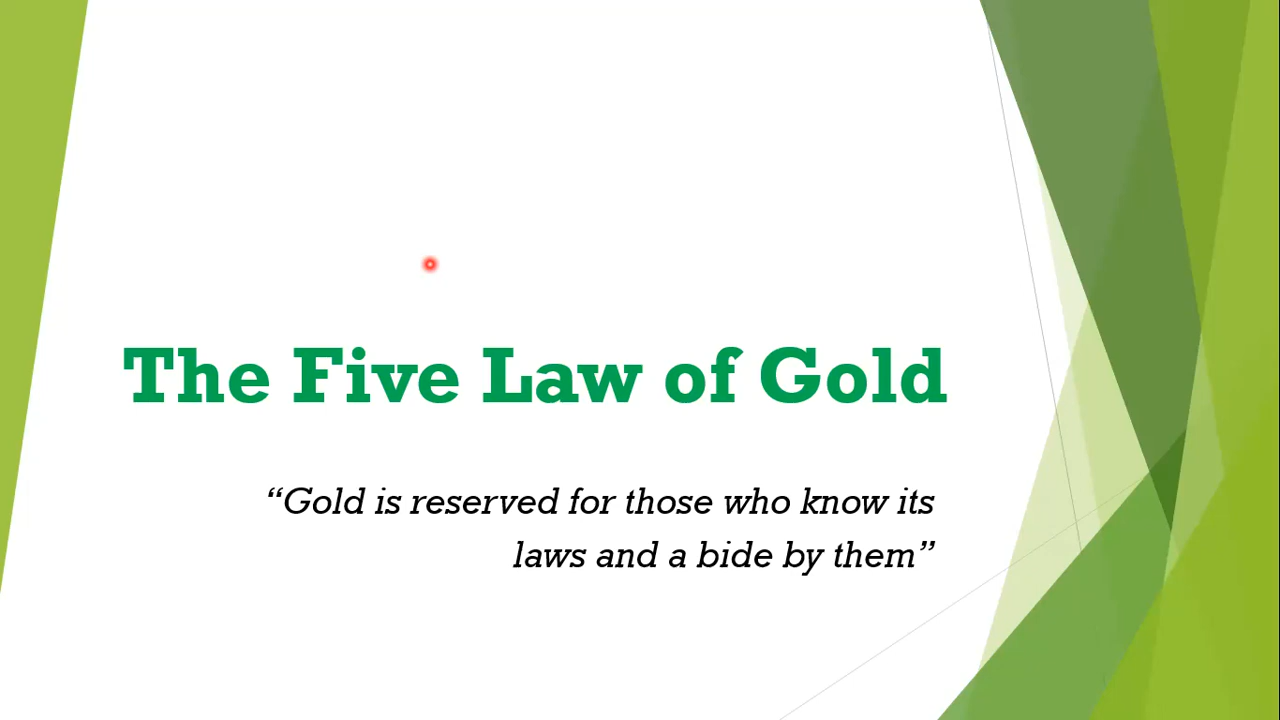 The Five Law of Gold
“Gold is reserved for those who know its
laws and a bide by them”